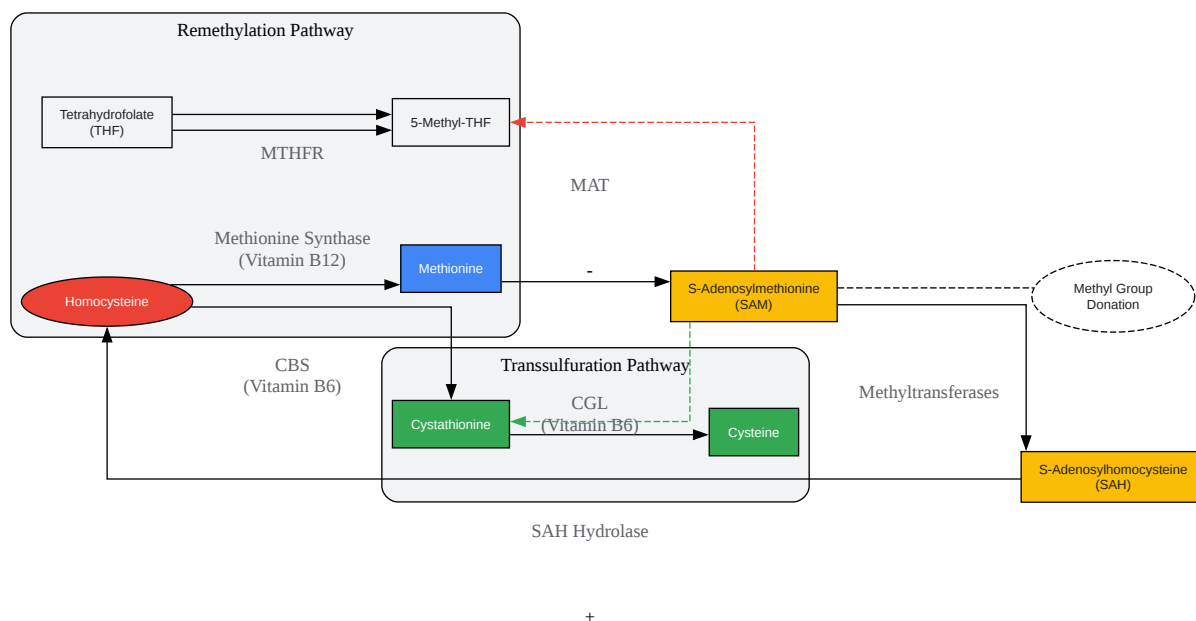 Remethylation Pathway
Tetrahydrofolate
(THF)
5-Methyl-THF
MTHFR
MAT
Methionine Synthase
(Vitamin B12)
Methionine
-
Homocysteine
S-Adenosylmethionine
(SAM)
Methyl Group
Donation
CBS
(Vitamin B6)
Transsulfuration Pathway
Methyltransferases
Cystathionine
CGL
(Vitamin B6)
Cysteine
S-Adenosylhomocysteine
(SAH)
SAH Hydrolase
+